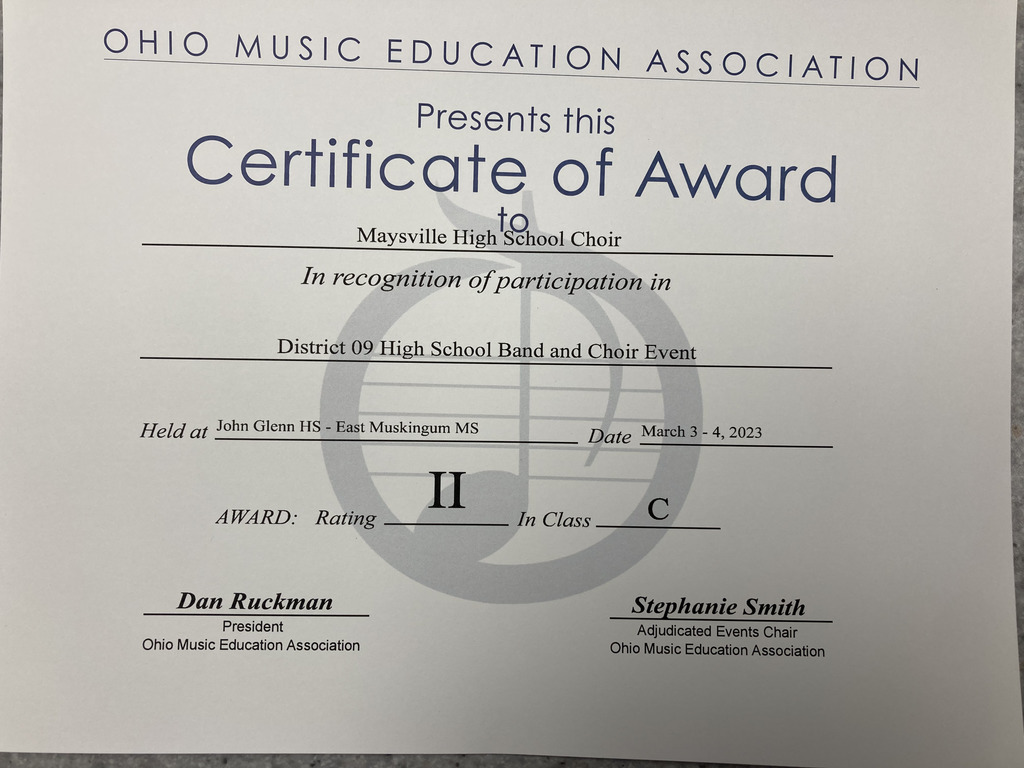 OHIO MUSIC EDUCATION ASSOCIATION
Presents this
Certificate of Award
to
Maysville High School Choir
In recognition of participation in
District 09 High School Band and Choir Event
Held at John Glenn HS - East Muskingum MS Date March 3 - 4, 2023
AWARD: Rating II In Class C
Dan Ruckman Stephanie Smith
President Adjudicated Events Chair
Ohio Music Education Association Ohio Music Education Association